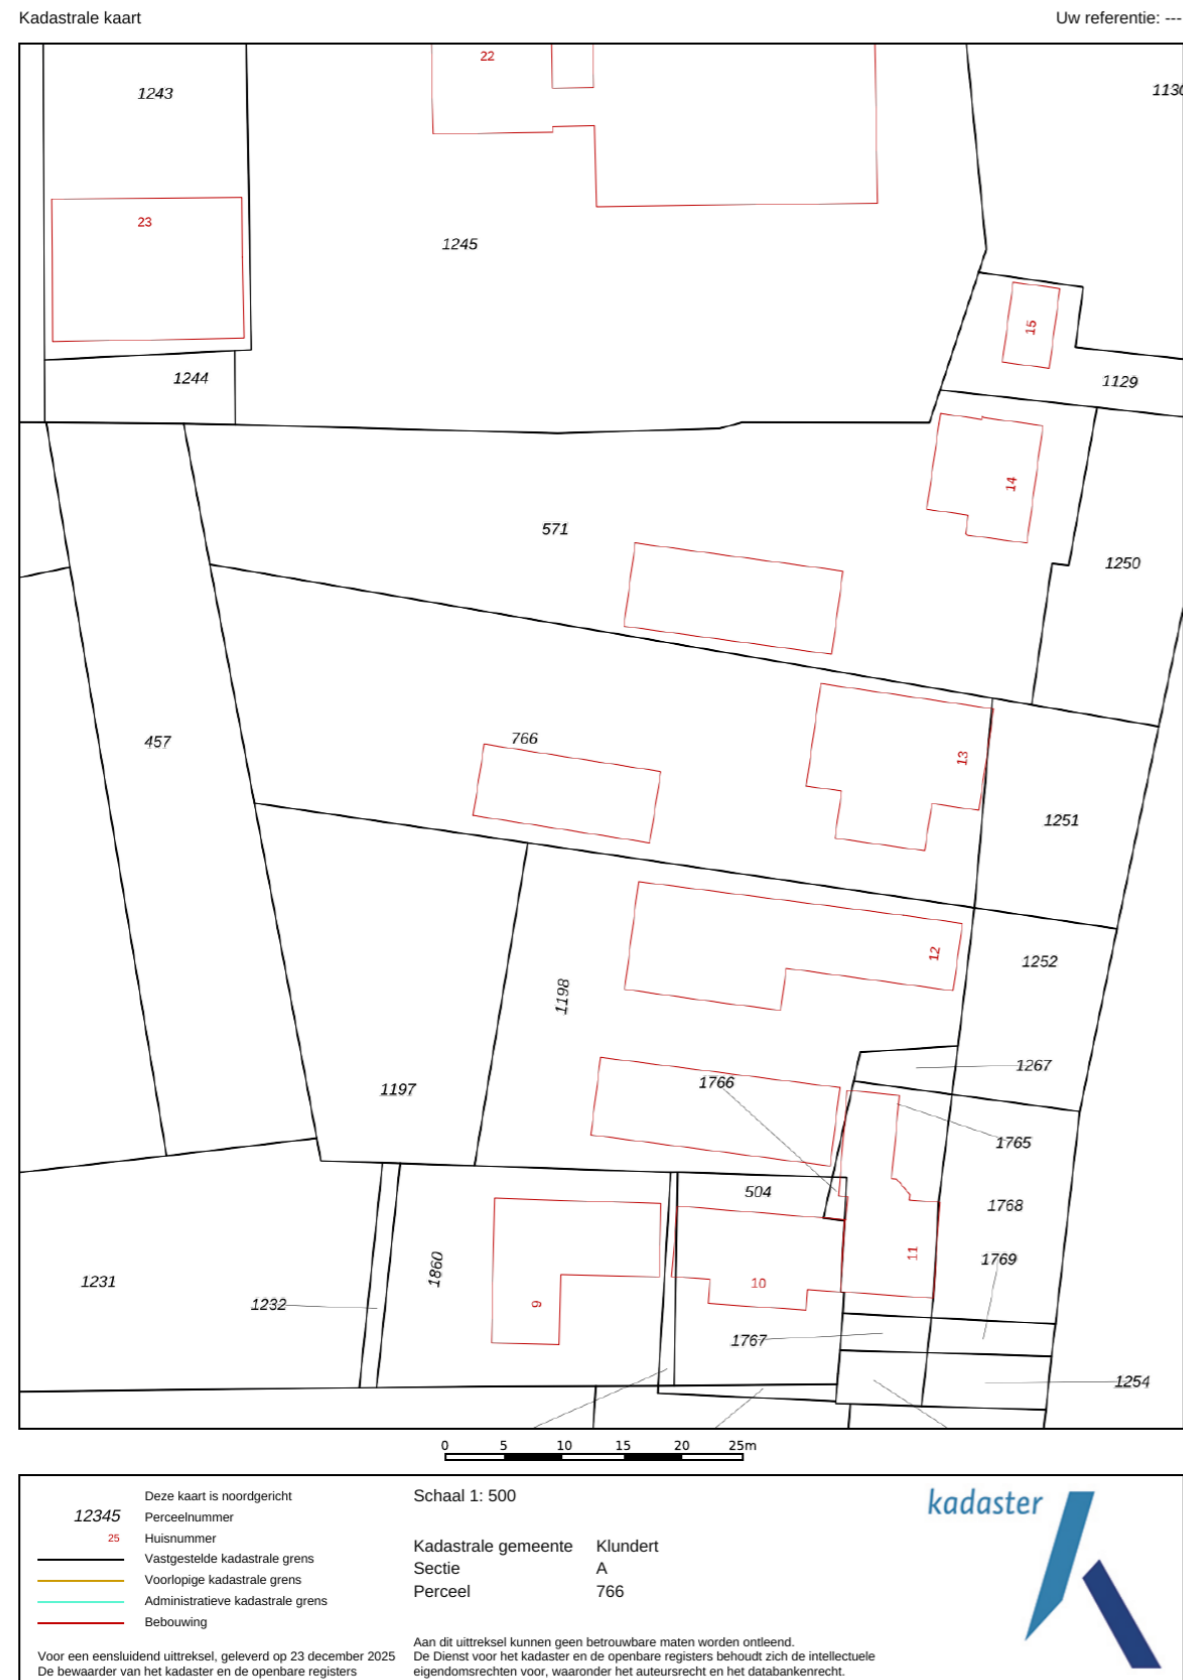 Kadastrale kaart
Uw referentie: ---
22
1243
1130
23
1245
15
1244
1129
14
571
1250
457
766
13
1251
12
1252
1198
1267
1197
1766
1765
504
1768
11
1769
1860
10
1231
9
1232
1767
1254
0 5 10 15 20 25m
Deze kaart is noordgericht
12345 Perceelnummer
25 Huisnummer
Vastgestelde kadastrale grens
Voorlopige kadastrale grens
Administratieve kadastrale grens
Bebouwing
Voor een eensluidend uittreksel, geleverd op 23 december 2025
De bewaarder van het kadaster en de openbare registers
Schaal 1: 500
Kadastrale gemeente Klundert
Sectie A
Perceel 766
Aan dit uittreksel kunnen geen betrouwbare maten worden ontleend.
De Dienst voor het kadaster en de openbare registers behoudt zich de intellectuele
eigendomsrechten voor, waaronder het auteursrecht en het databankenrecht.
kadaster